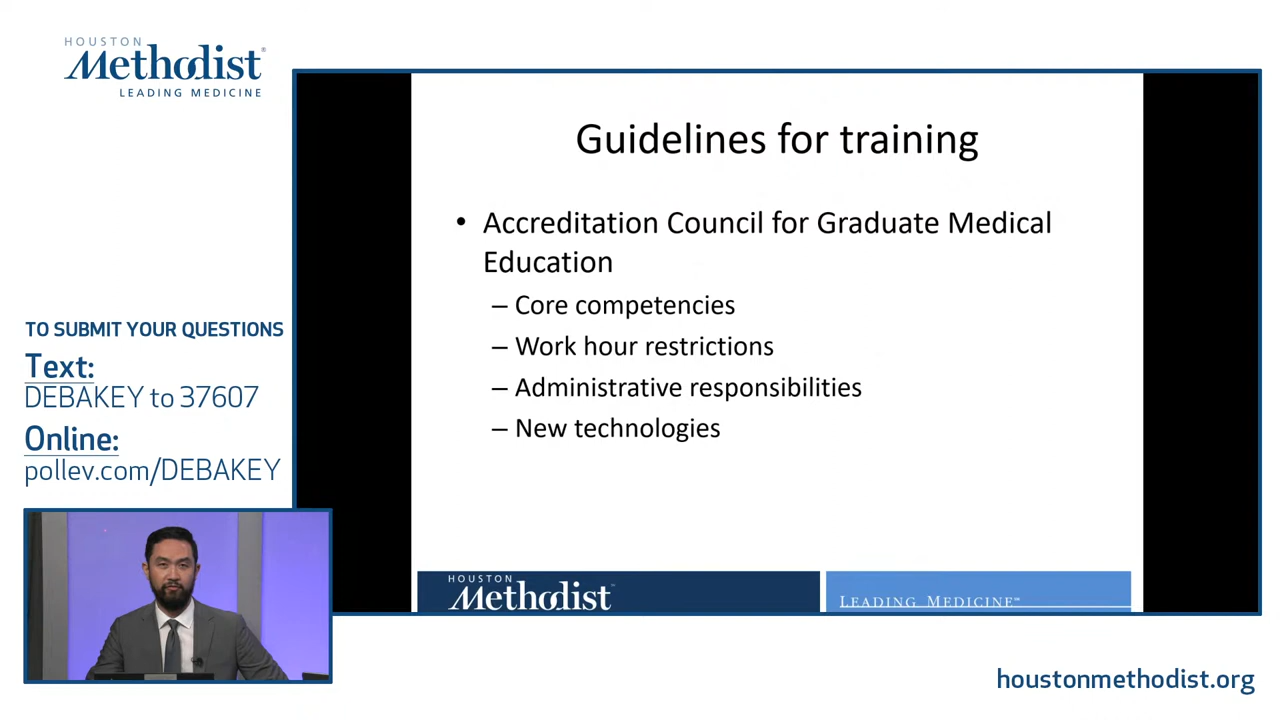 HOUSTON
Methodist®
LEADING MEDICINE
Guidelines for training
• Accreditation Council for Graduate Medical
Education
– Core competencies
– Work hour restrictions
– Administrative responsibilities
– New technologies
TO SUBMIT YOUR QUESTIONS
Text:
DEBAKEY to 37607
Online:
pollev.com/DEBAKEY
HOUSTON
Methodist™
LEADING MEDICINE℠
houstonmethodist.org